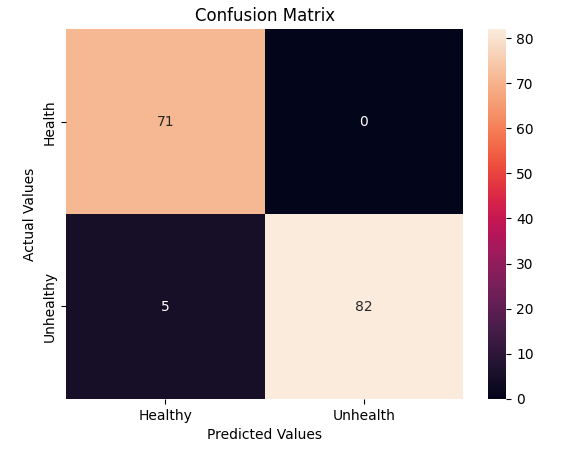 Confusion Matrix
Actual Values
Health
Unhealthy
71
0
5
82
Healthy
Unhealth
Predicted Values
80
70
60
50
40
30
20
10
0